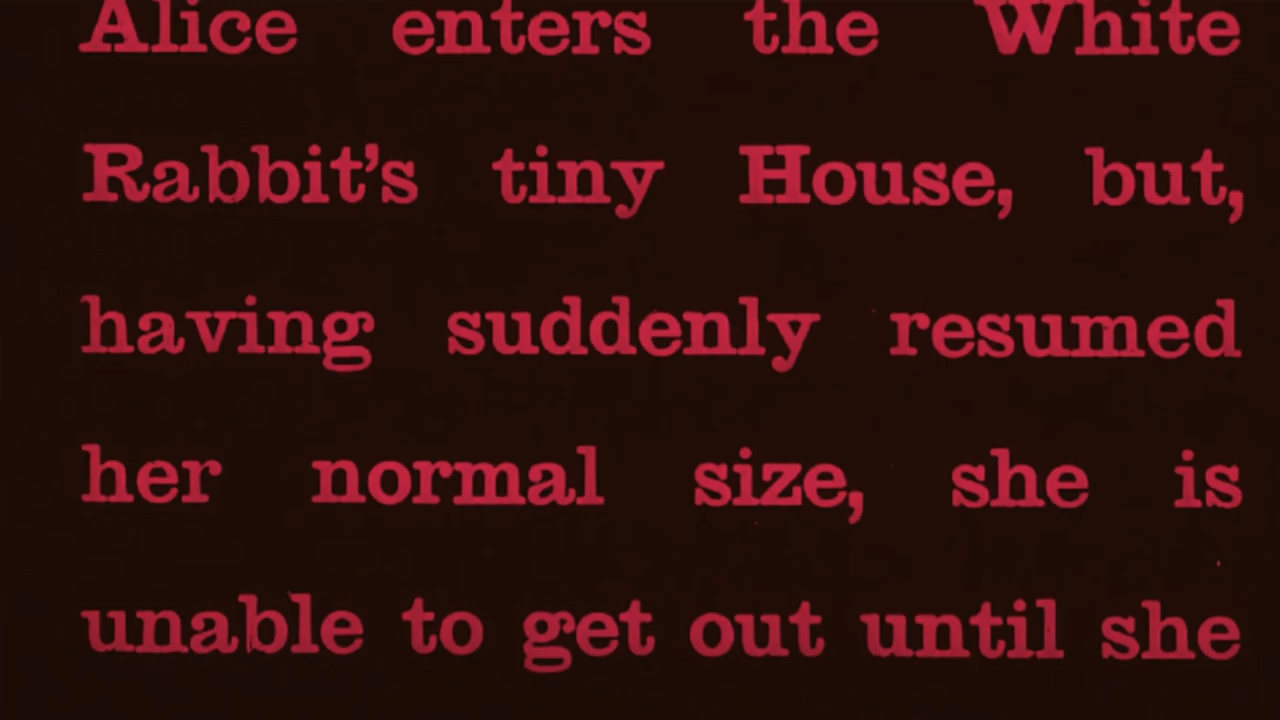 Alice enters the White
Rabbit’s tiny House, but,
having suddenly resumed
her normal size, she is
unable to get out until she